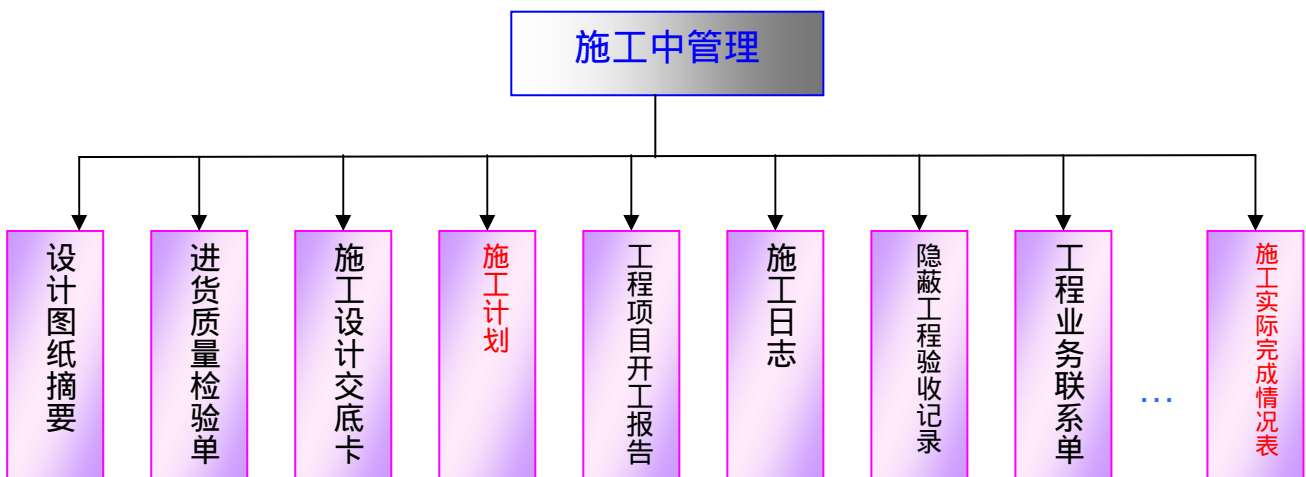 施工中管理
设计图纸摘要
进货质量检验单
施工设计交底卡
施工计划
工程项目开工报告
施工日志
隐蔽工程验收记录
工程业务联系单
…
施工实际完成情况表